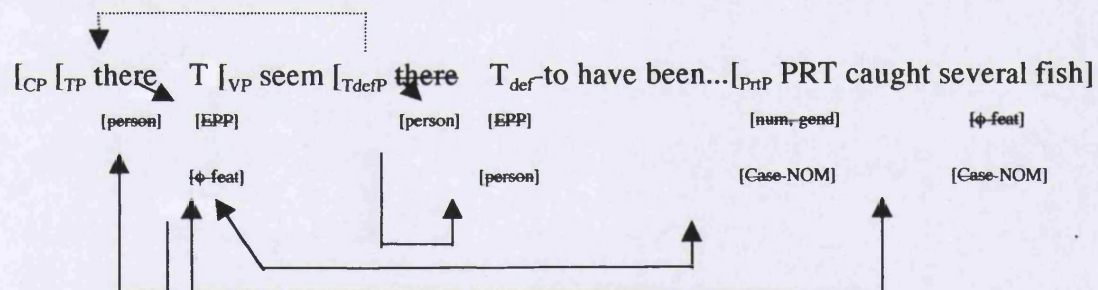 [CP [TP there T [VP seem [TdefP there Tdef-to have been...[PrtP PRT caught several fish]
[person] [EPP] [person] [EPP] [num, gend] [φ-feat]
[φ-feat] [person] [Case-NOM] [Case-NOM]